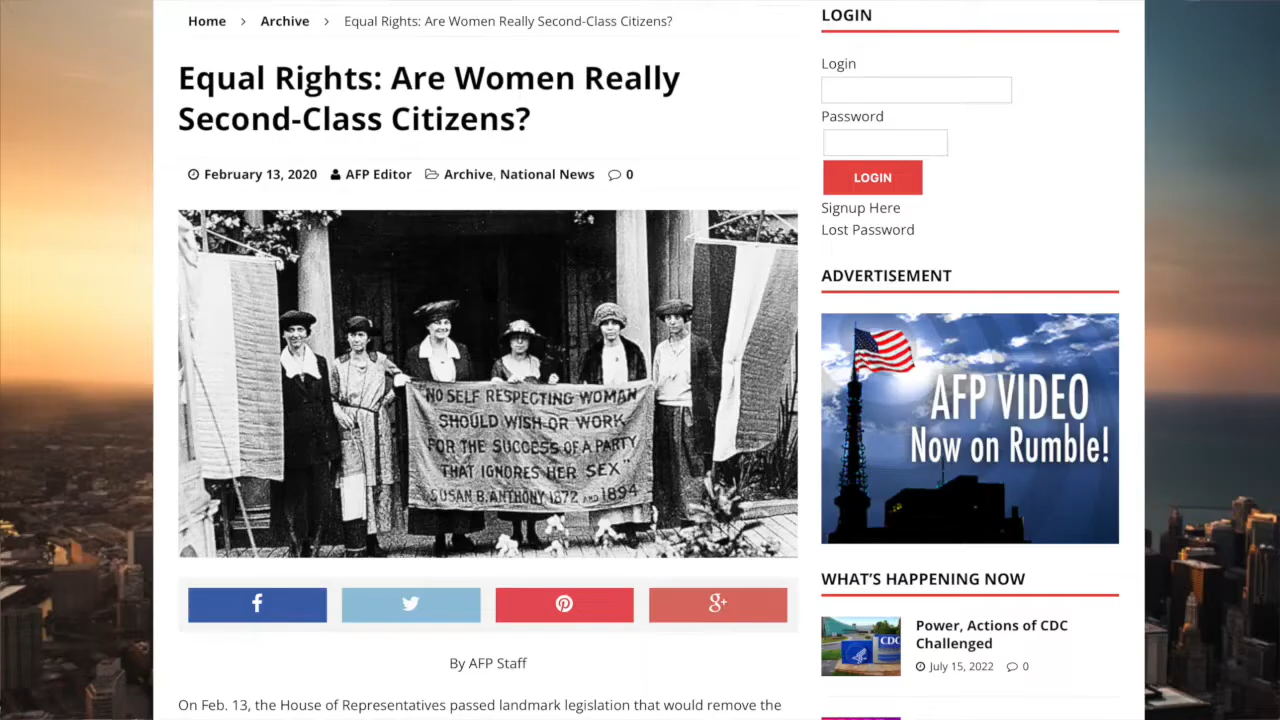 Home > Archive > Equal Rights: Are Women Really Second-Class Citizens?
Equal Rights: Are Women Really
Second-Class Citizens?
February 13, 2020 AFP Editor Archive, National News 0
NO SELF RESPECTING WOMAN
SHOULD WISH OR WORK
FOR THE SUCCESS OF A PARTY
THAT IGNORES HER SEX"
SUSAN B. ANTHONY 1872 AND 1894
By AFP Staff
On Feb. 13, the House of Representatives passed landmark legislation that would remove the
LOGIN
Login
Password
LOGIN
Signup Here
Lost Password
ADVERTISEMENT
AFP VIDEO
Now on Rumble!
WHAT'S HAPPENING NOW
CDC
Power, Actions of CDC
Challenged
July 15, 2022 0